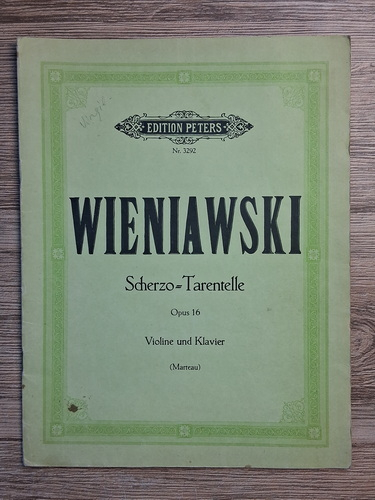 EDITION PETERS
Nr. 3292
WIENIAWSKI
Scherzo=Tarentelle
Opus 16
Violine und Klavier
(Marteau)